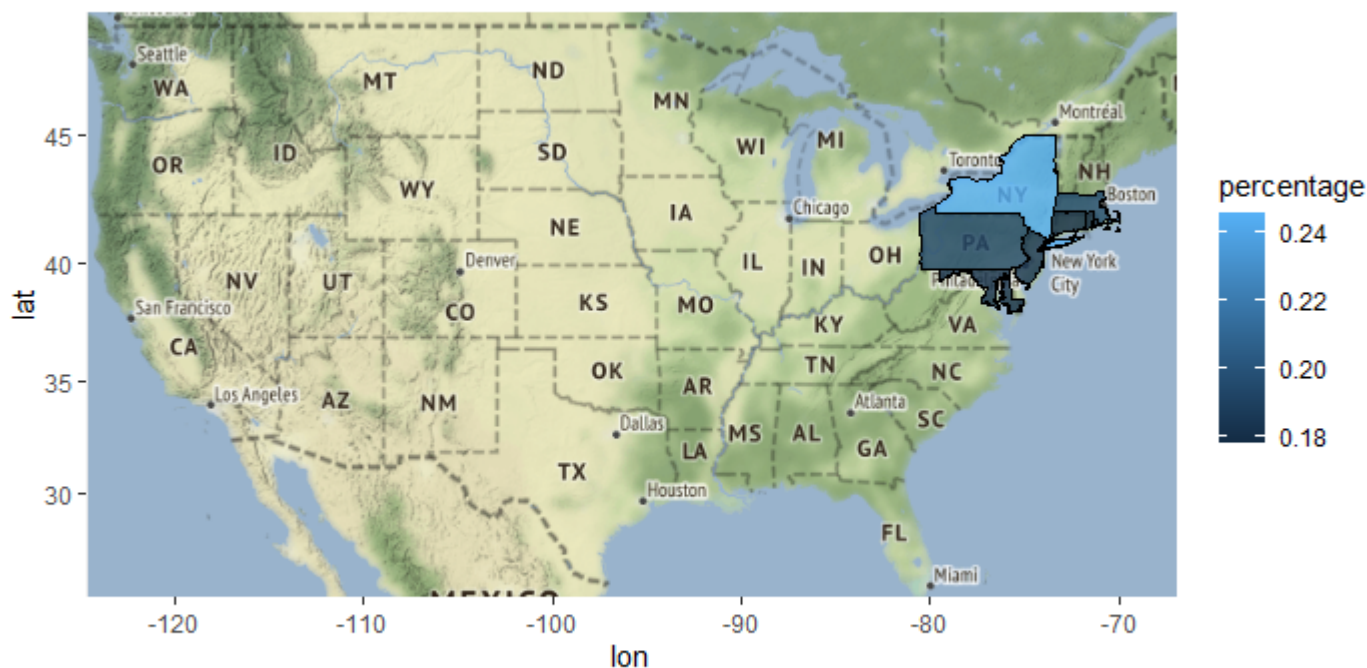 Seattle
WA
MT
ND
MN
Montréal
OR
ID
SD
WI
MI
Toronto
NH
WY
NY
Boston
IA
Chicago
NE
PA
NV
UT
Denver
IL
IN
OH
New York
City
San Francisco
CO
KS
MO
KY
VA
CA
OK
TN
NC
Los Angeles
AZ
NM
AR
Atlanta
SC
Dallas
MS
AL
GA
LA
TX
Houston
FL
Miami
45
40
35
30
lat
-120
-110
-100
-90
-80
-70
lon
percentage
0.24
0.22
0.20
0.18